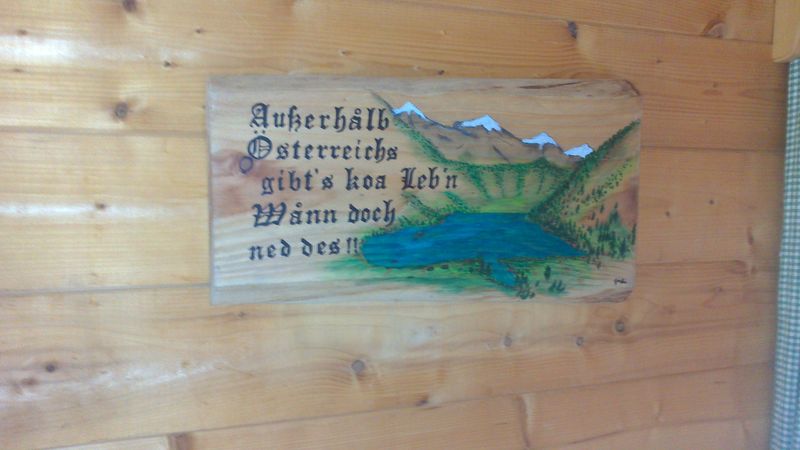 Außerhålb
Österreichs
gibt's koa Leb'n
Wånn doch
ned des!!